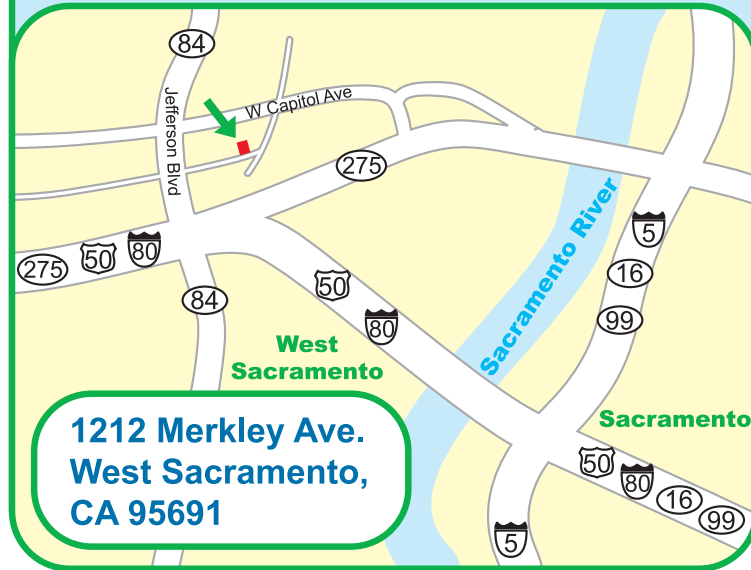 84
W Capitol Ave
Jefferson Blvd
275
Sacramento River
5
275
50
80
16
84
50
80
99
West
Sacramento
Sacramento
1212 Merkley Ave.
West Sacramento,
CA 95691
50
80
16
99
5